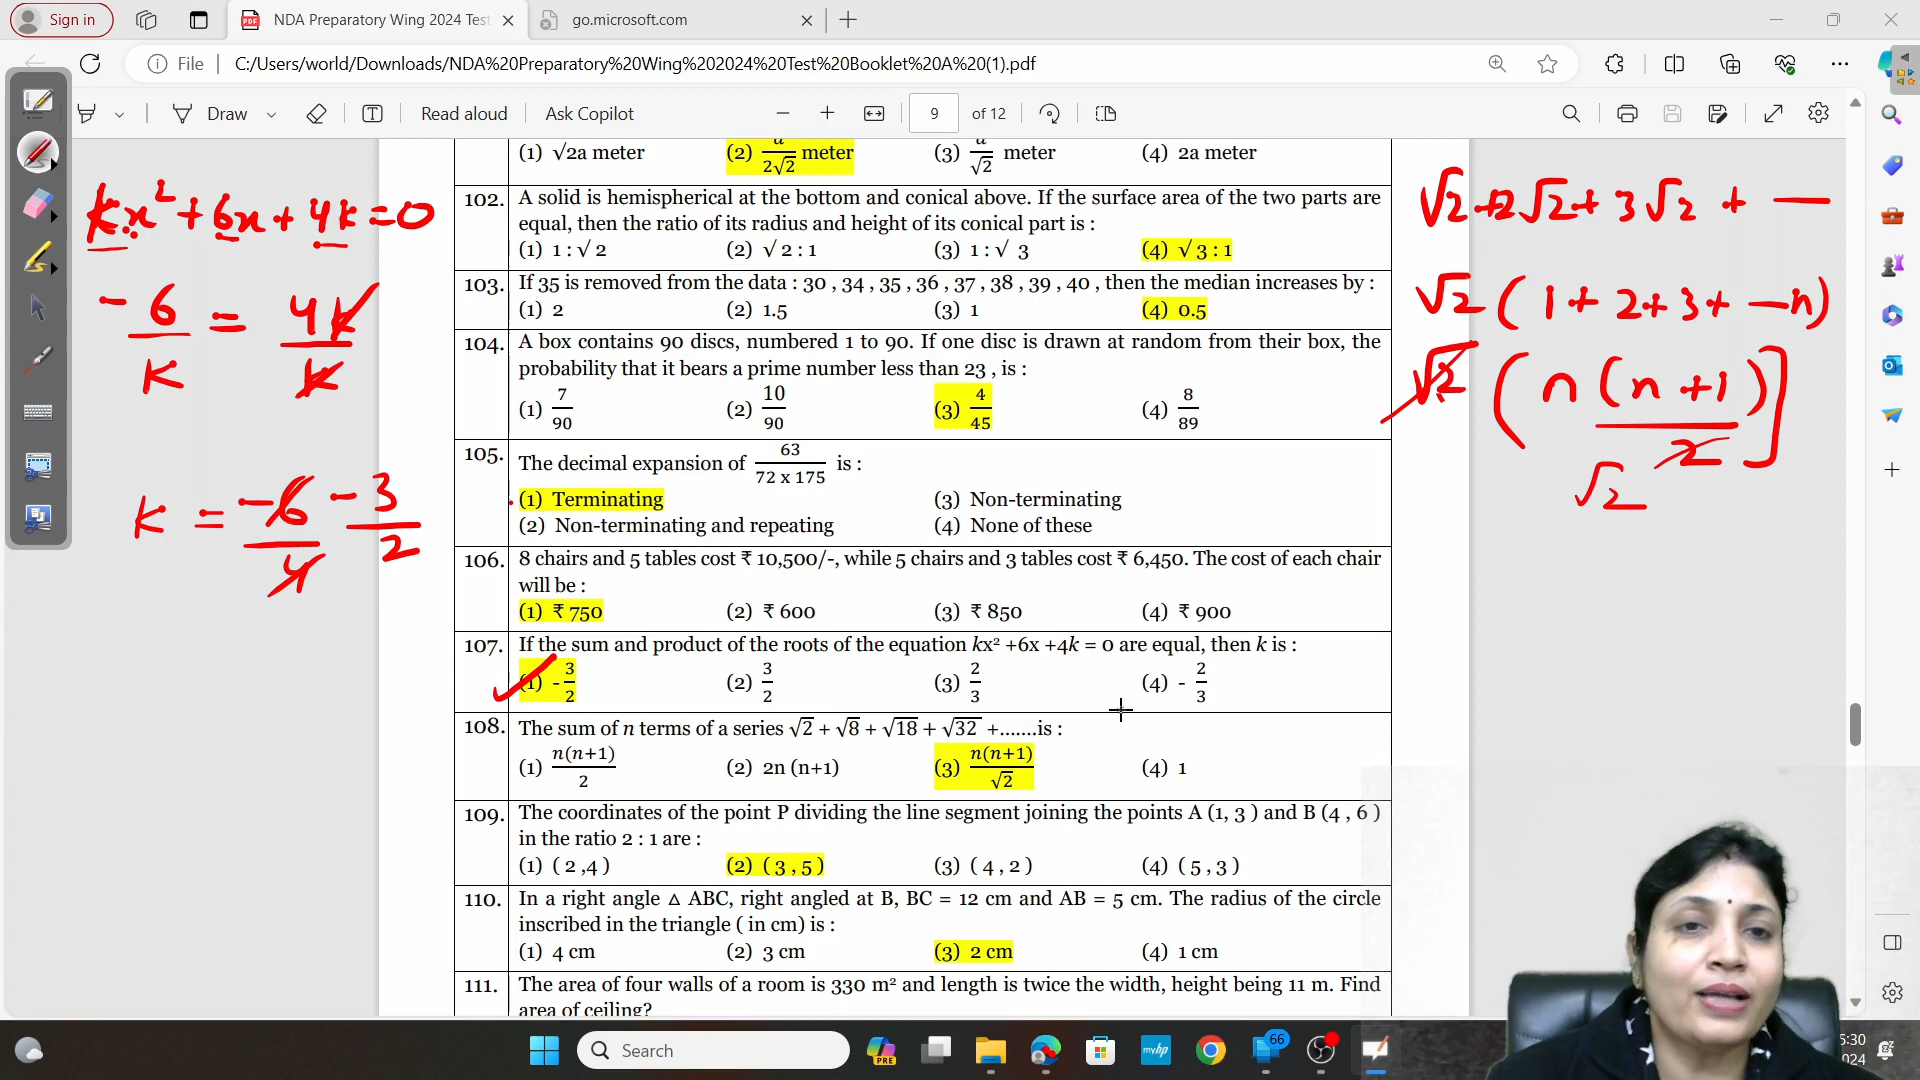 Sign in
NDA Preparatory Wing 2024 Test
go.microsoft.com
File
C:/Users/world/Downloads/NDA%20Preparatory%20Wing%202024%20Test%20Booklet%20A%20(1).pdf
Draw
Read aloud
Ask Copilot
9 of 12
(1) √2a meter (2) a/2√2 meter (3) a/√2 meter (4) 2a meter
102. A solid is hemispherical at the bottom and conical above. If the surface area of the two parts are
equal, then the ratio of its radius and height of its conical part is :
(1) 1 : √ 2 (2) √ 2 : 1 (3) 1 : √ 3 (4) √ 3 : 1
103. If 35 is removed from the data : 30 , 34 , 35 , 36 , 37 , 38 , 39 , 40 , then the median increases by :
(1) 2 (2) 1.5 (3) 1 (4) 0.5
104. A box contains 90 discs, numbered 1 to 90. If one disc is drawn at random from their box, the
probability that it bears a prime number less than 23 , is :
(1) 7/90 (2) 10/90 (3) 4/45 (4) 8/89
105. The decimal expansion of 63/72 x 175 is :
(1) Terminating (3) Non-terminating
(2) Non-terminating and repeating (4) None of these
106. 8 chairs and 5 tables cost ₹ 10,500/-, while 5 chairs and 3 tables cost ₹ 6,450. The cost of each chair
will be :
(1) ₹ 750 (2) ₹ 600 (3) ₹ 850 (4) ₹ 900
107. If the sum and product of the roots of the equation kx² +6x +4k = 0 are equal, then k is :
(1) - 3/2 (2) 3/2 (3) 2/3 (4) - 2/3
108. The sum of n terms of a series √2 + √8 + √18 + √32 +.......is :
(1) n(n+1)/2 (2) 2n (n+1) (3) n(n+1)/√2 (4) 1
109. The coordinates of the point P dividing the line segment joining the points A (1, 3 ) and B (4 , 6 )
in the ratio 2 : 1 are :
(1) ( 2 ,4 ) (2) ( 3 , 5 ) (3) ( 4 , 2 ) (4) ( 5 , 3 )
110. In a right angle △ ABC, right angled at B, BC = 12 cm and AB = 5 cm. The radius of the circle
inscribed in the triangle ( in cm) is :
(1) 4 cm (2) 3 cm (3) 2 cm (4) 1 cm
111. The area of four walls of a room is 330 m² and length is twice the width, height being 11 m. Find
area of ceiling?
kx² + 6x + 4k = 0
- 6/k = 4k/k
k = -6/4 -3/2
√2 + 2√2 + 3√2 + —
√2 ( 1 + 2 + 3 + — n)
√2 ( n (n + 1)/2 ]
√2
Search
PRE
myhp
66
5:30
024